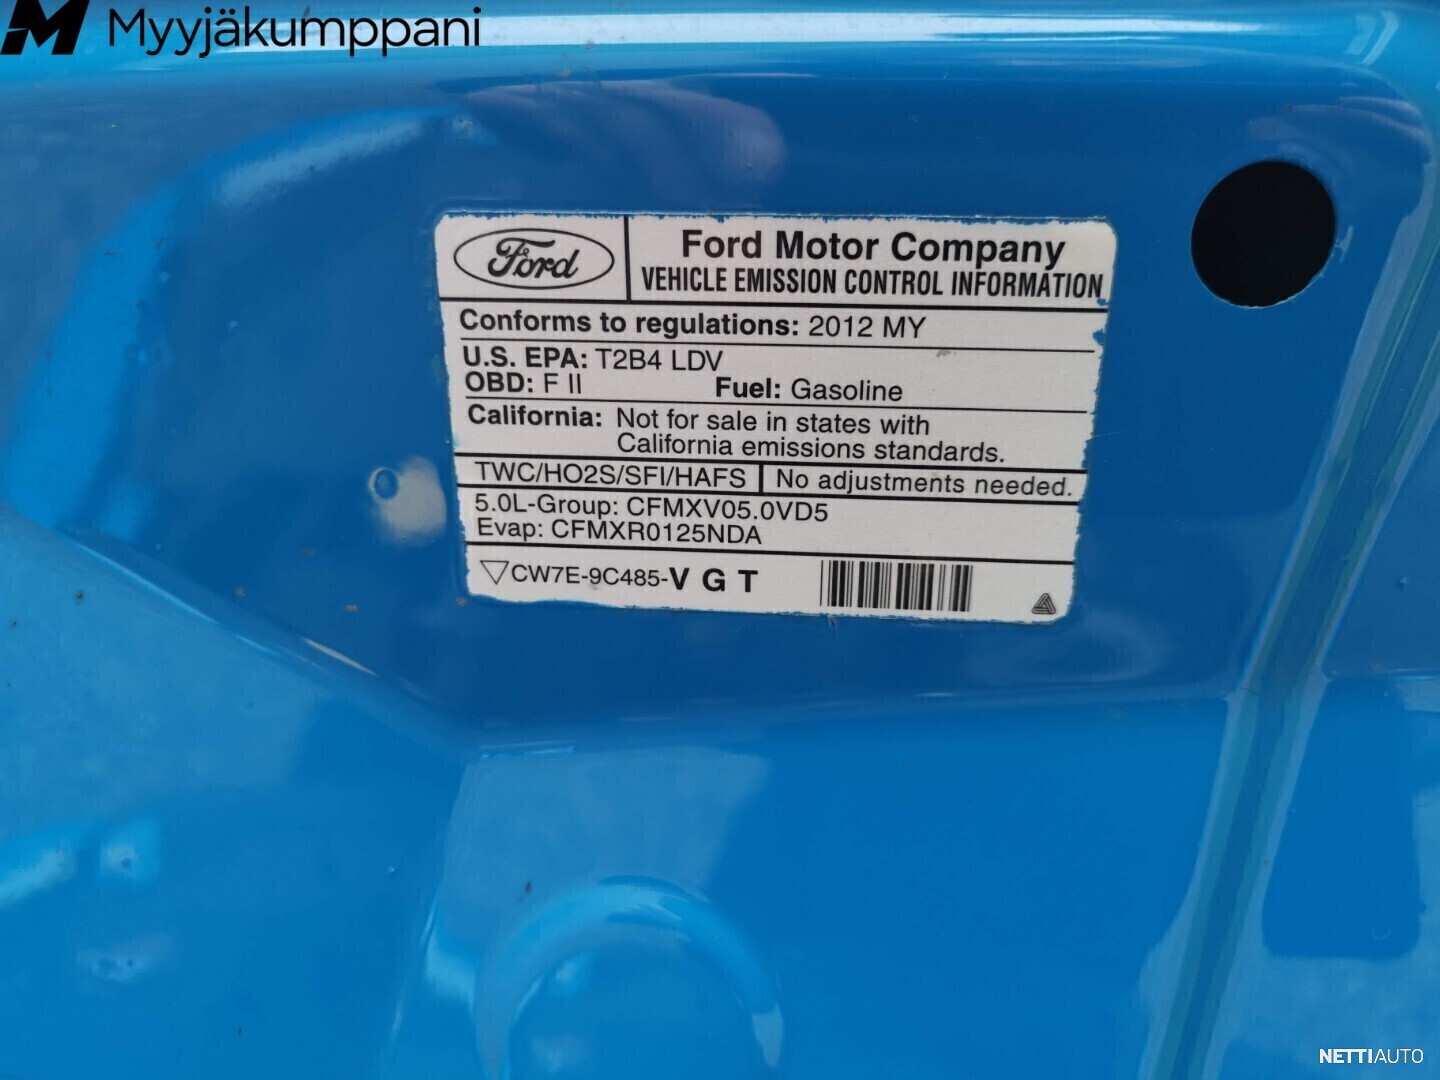 Myyjäkumppani
Ford
Ford Motor Company
VEHICLE EMISSION CONTROL INFORMATION
Conforms to regulations: 2012 MY
U.S. EPA: T2B4 LDV
OBD: F II Fuel: Gasoline
California: Not for sale in states with
California emissions standards.
TWC/HO2S/SFI/HAFS No adjustments needed.
5.0L-Group: CFMXV05.0VD5
Evap: CFMXR0125NDA
CW7E-9C485-V G T
NETTIAUTO